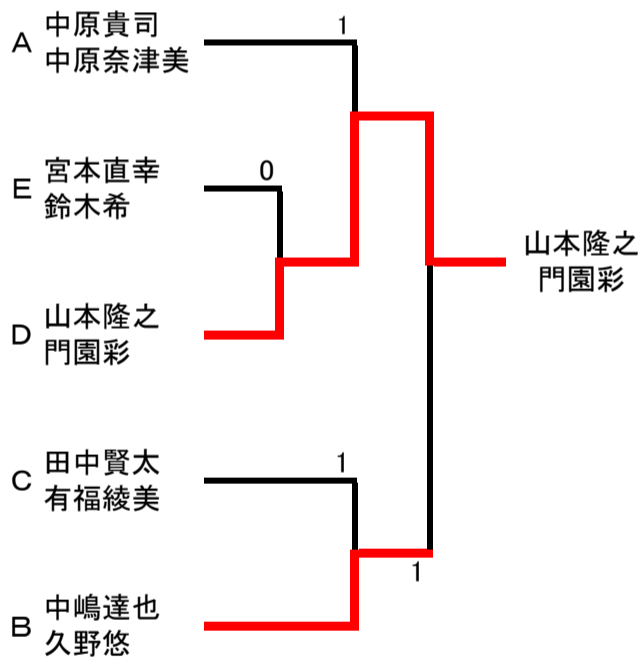 1
A
中原貴司
中原奈津美
0
E
宮本直幸
鈴木希
山本隆之
門園彩
D
山本隆之
門園彩
1
C
田中賢太
有福綾美
1
B
中嶋達也
久野悠